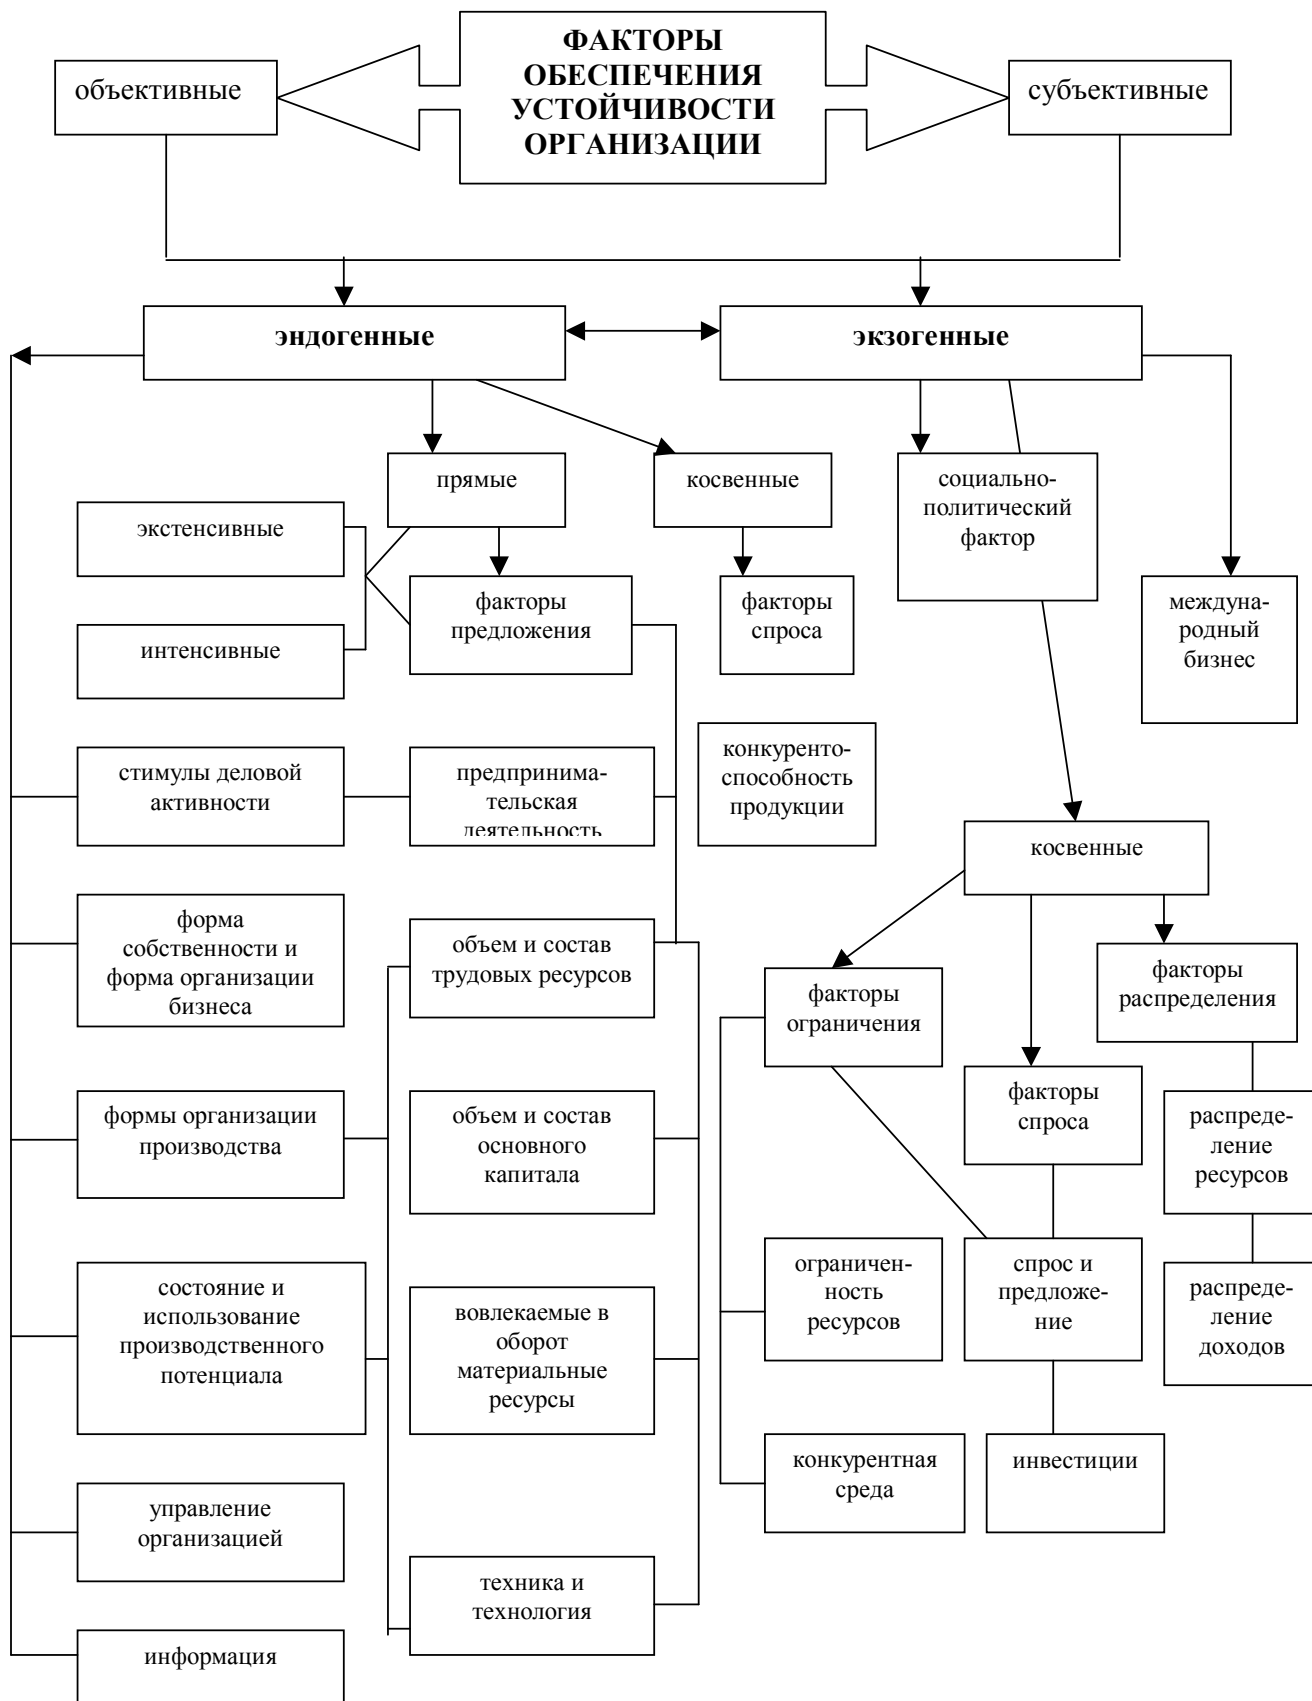 ФАКТОРЫ
ОБЕСПЕЧЕНИЯ
УСТОЙЧИВОСТИ
ОРГАНИЗАЦИИ
объективные
субъективные
эндогенные
экзогенные
прямые
косвенные
социально-
политический
фактор
экстенсивные
интенсивные
факторы
предложения
факторы
спроса
междуна-
родный
бизнес
стимулы деловой
активности
предпринима-
тельская
деятельность
конкуренто-
способность
продукции
косвенные
форма
собственности и
форма организации
бизнеса
объем и состав
трудовых ресурсов
факторы
ограничения
факторы
распределения
формы организации
производства
объем и состав
основного
капитала
факторы
спроса
распреде-
ление
ресурсов
состояние и
использование
производственного
потенциала
вовлекаемые в
оборот
материальные
ресурсы
ограничен-
ность
ресурсов
спрос и
предложе-
ние
распреде-
ление
доходов
управление
организацией
конкурентная
среда
инвестиции
техника и
технология
информация